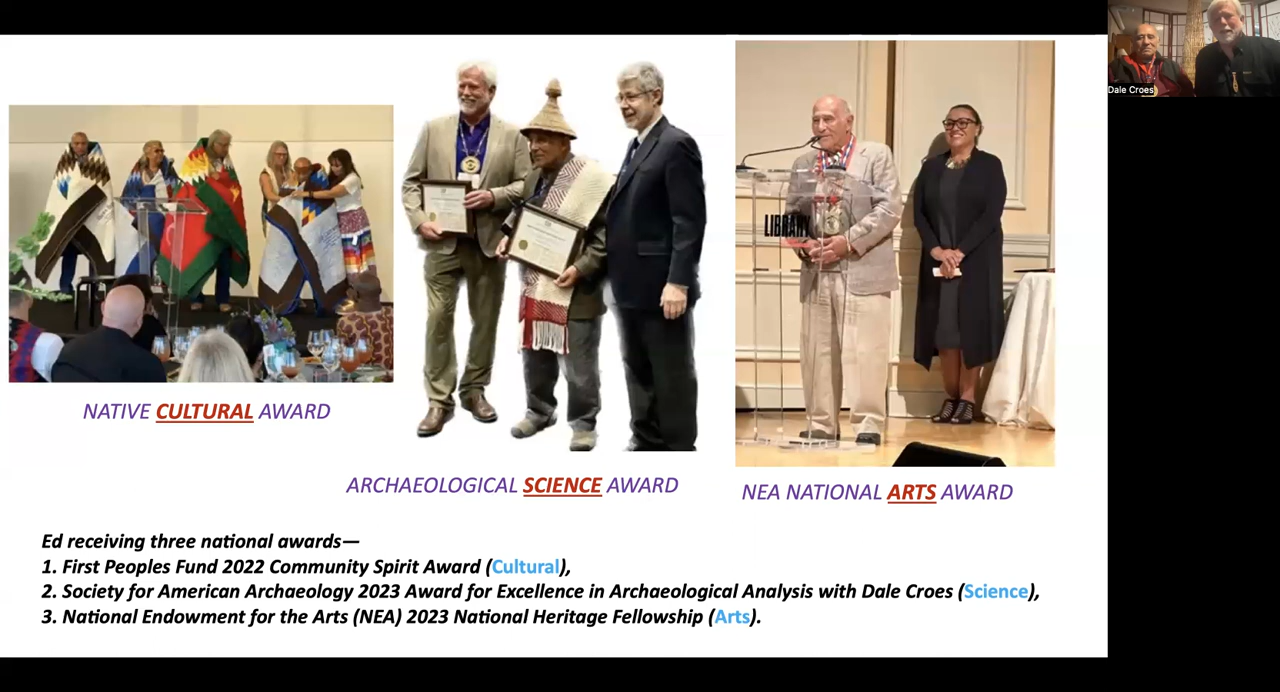 Dale Croes
LIBRARY
NATIVE CULTURAL AWARD
ARCHAEOLOGICAL SCIENCE AWARD
NEA NATIONAL ARTS AWARD
Ed receiving three national awards—
1. First Peoples Fund 2022 Community Spirit Award (Cultural),
2. Society for American Archaeology 2023 Award for Excellence in Archaeological Analysis with Dale Croes (Science),
3. National Endowment for the Arts (NEA) 2023 National Heritage Fellowship (Arts).